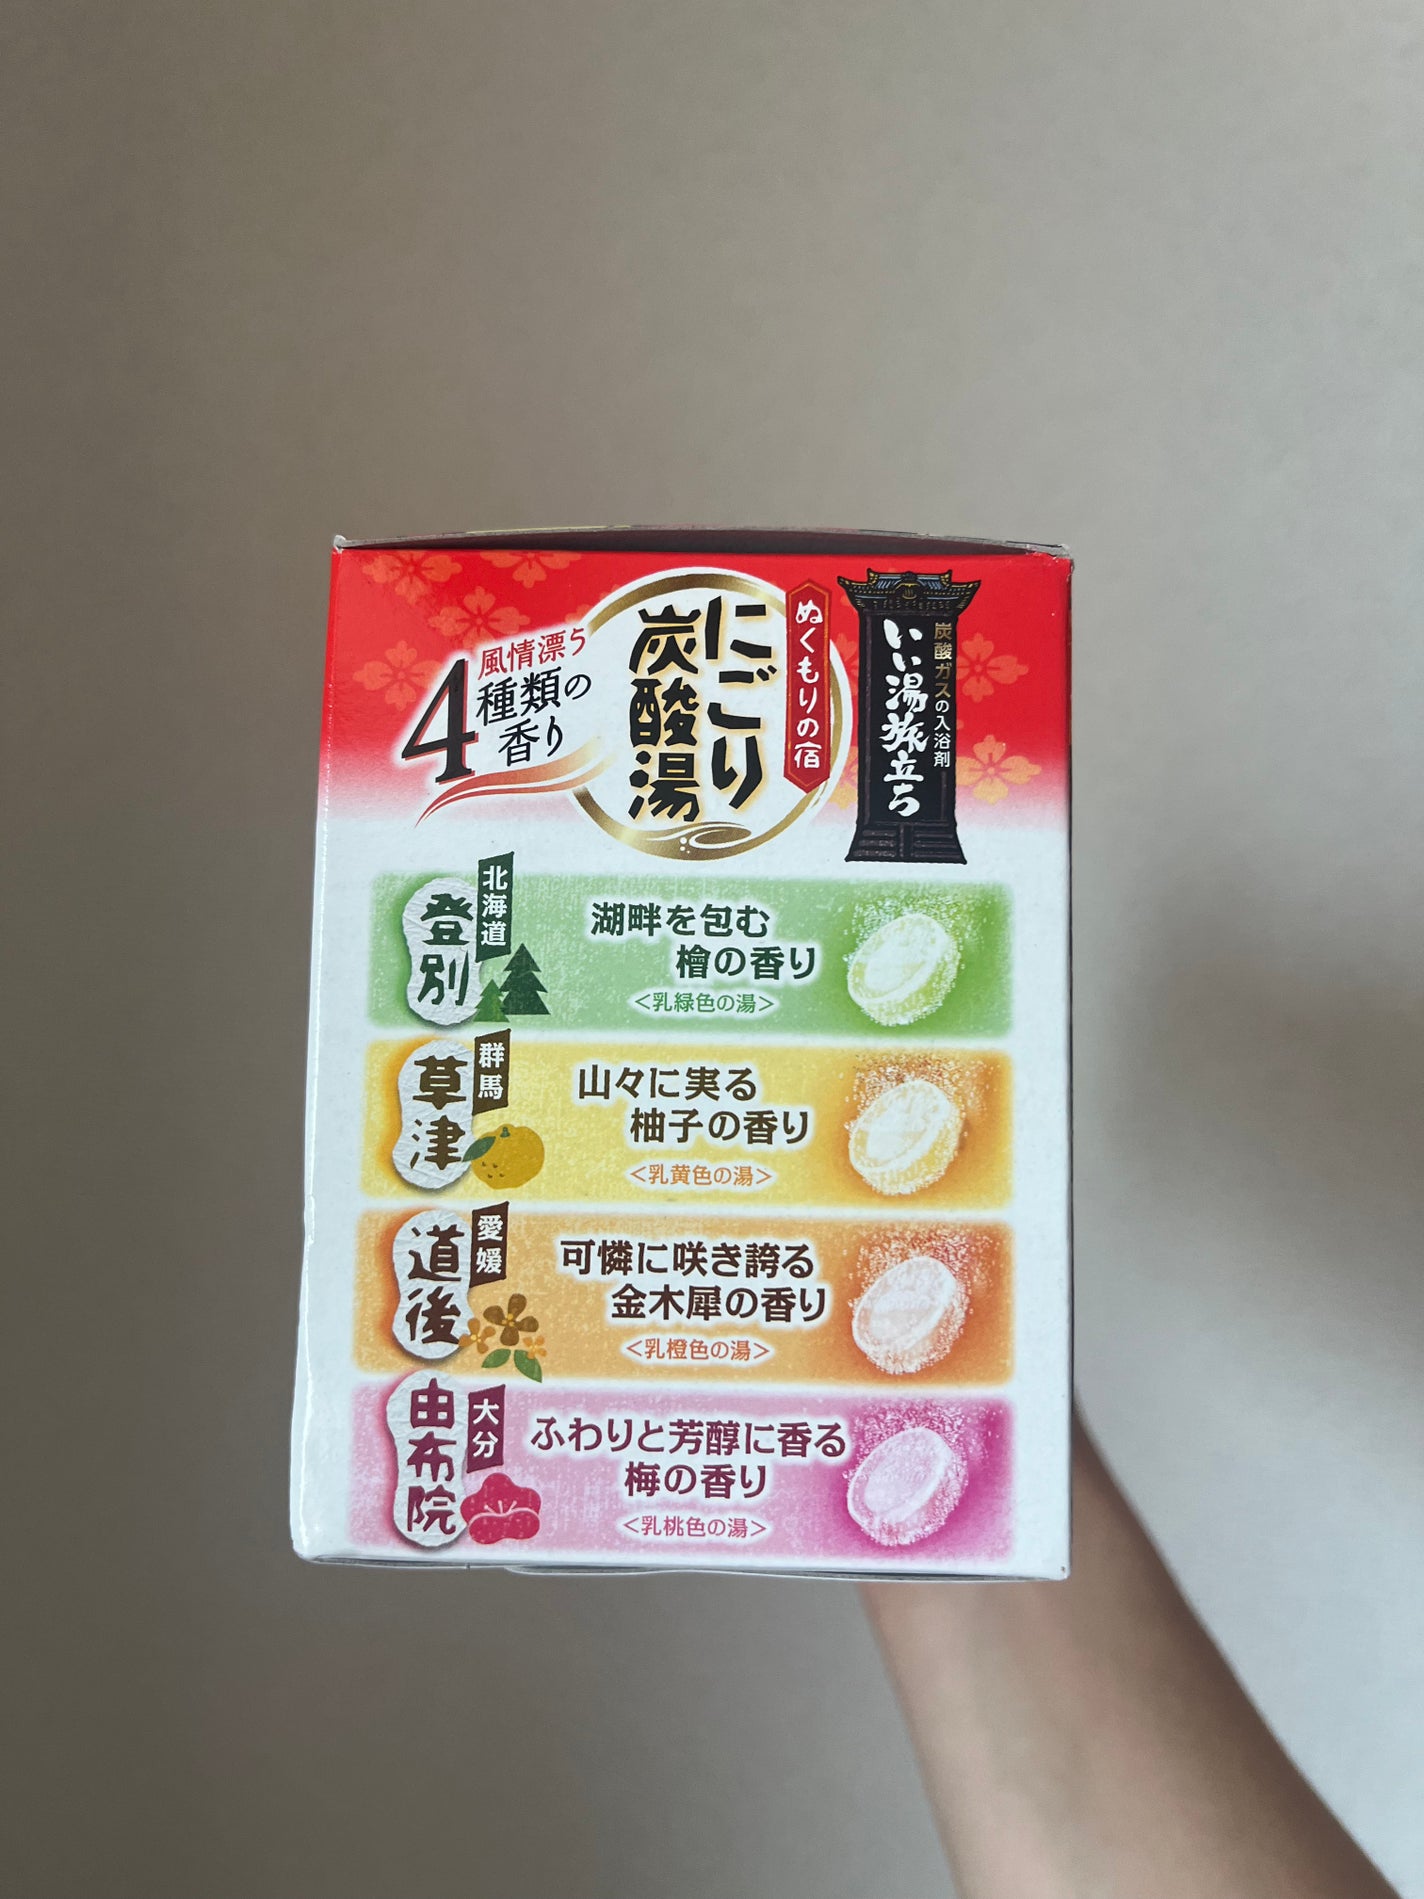 炭酸ガスの入浴剤
いい湯旅立ち
ぬくもりの宿
にごり
炭酸湯
風情漂う
4種類の
香り
北海道
登別
湖畔を包む
檜の香り
<乳緑色の湯>
群馬
草津
山々に実る
柚子の香り
<乳黄色の湯>
愛媛
道後
可憐に咲き誇る
金木犀の香り
<乳橙色の湯>
大分
由布院
ふわりと芳醇に香る
梅の香り
<乳桃色の湯>